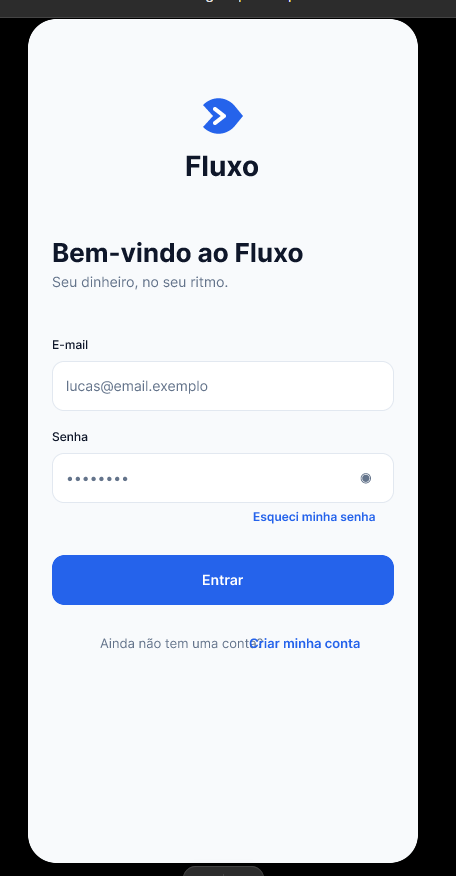 Fluxo
Bem-vindo ao Fluxo
Seu dinheiro, no seu ritmo.
E-mail
lucas@email.exemplo
Senha
••••••••
Esqueci minha senha
Entrar
Ainda não tem uma conta? Criar minha conta